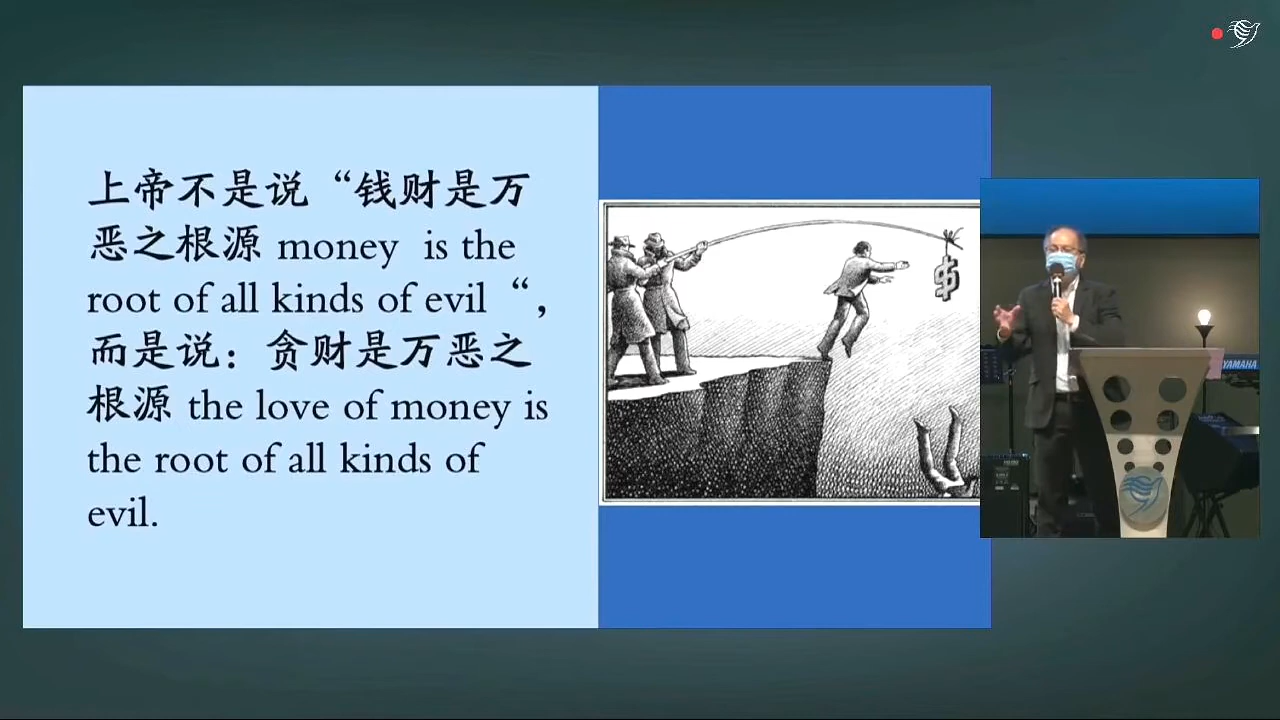 上帝不是说“钱财是万
恶之根源 money is the
root of all kinds of evil “,
而是说：贪财是万恶之
根源 the love of money is
the root of all kinds of
evil.
$
YAMAHA